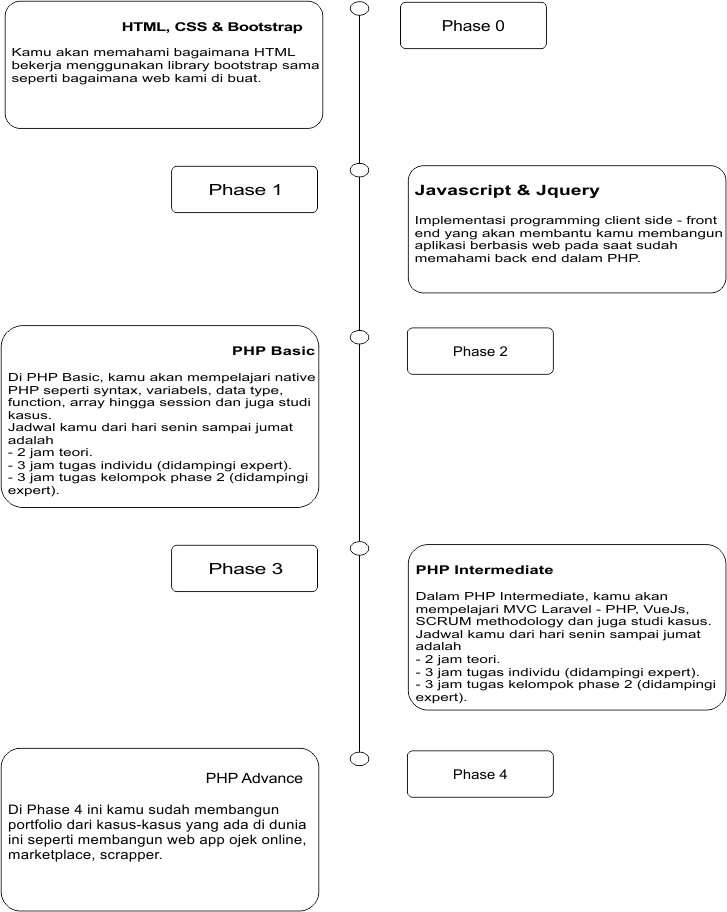 HTML, CSS & Bootstrap
Kamu akan memahami bagaimana HTML
bekerja menggunakan library bootstrap sama
seperti bagaimana web kami di buat.
Phase 0
Phase 1
Javascript & Jquery
Implementasi programming client side - front
end yang akan membantu kamu membangun
aplikasi berbasis web pada saat sudah
memahami back end dalam PHP.
PHP Basic
Di PHP Basic, kamu akan mempelajari native
PHP seperti syntax, variabels, data type,
function, array hingga session dan juga studi
kasus.
Jadwal kamu dari hari senin sampai jumat
adalah
- 2 jam teori.
- 3 jam tugas individu (didampingi expert).
- 3 jam tugas kelompok phase 2 (didampingi
expert).
Phase 2
Phase 3
PHP Intermediate
Dalam PHP Intermediate, kamu akan
mempelajari MVC Laravel - PHP, VueJs,
SCRUM methodology dan juga studi kasus.
Jadwal kamu dari hari senin sampai jumat
adalah
- 2 jam teori.
- 3 jam tugas individu (didampingi expert).
- 3 jam tugas kelompok phase 2 (didampingi
expert).
PHP Advance
Di Phase 4 ini kamu sudah membangun
portfolio dari kasus-kasus yang ada di dunia
ini seperti membangun web app ojek online,
marketplace, scrapper.
Phase 4